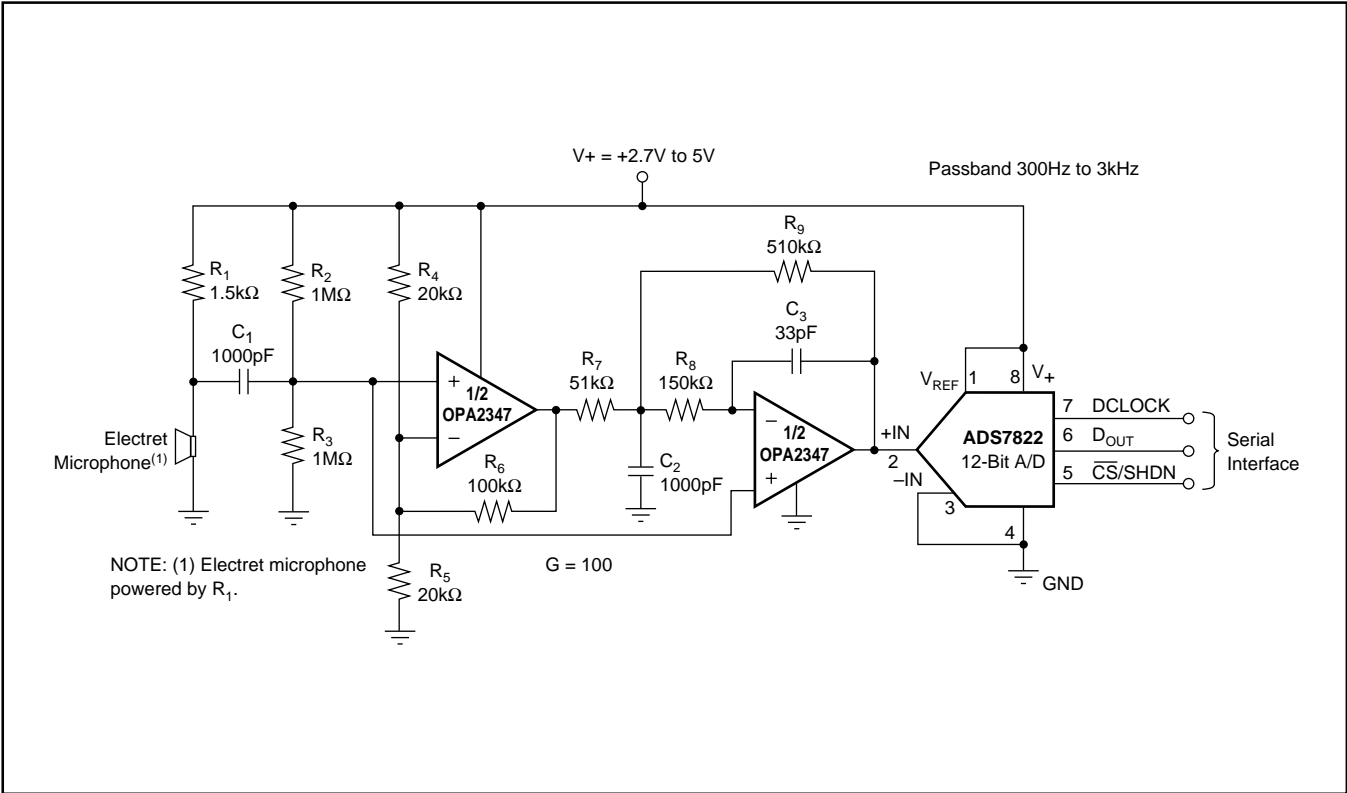 V+ = +2.7V to 5V
Passband 300Hz to 3kHz
R1
1.5kΩ
R2
1MΩ
R4
20kΩ
R9
510kΩ
C3
33pF
C1
1000pF
R7
51kΩ
R8
150kΩ
VREF
1
8
V+
+
1/2
OPA2347
−
−
1/2
OPA2347
+
7
DCLOCK
6
DOUT
5
CS/SHDN
Serial
Interface
+IN
2
–IN
3
ADS7822
12-Bit A/D
4
GND
Electret
Microphone(1)
R3
1MΩ
R6
100kΩ
C2
1000pF
NOTE: (1) Electret microphone
powered by R1.
R5
20kΩ
G = 100